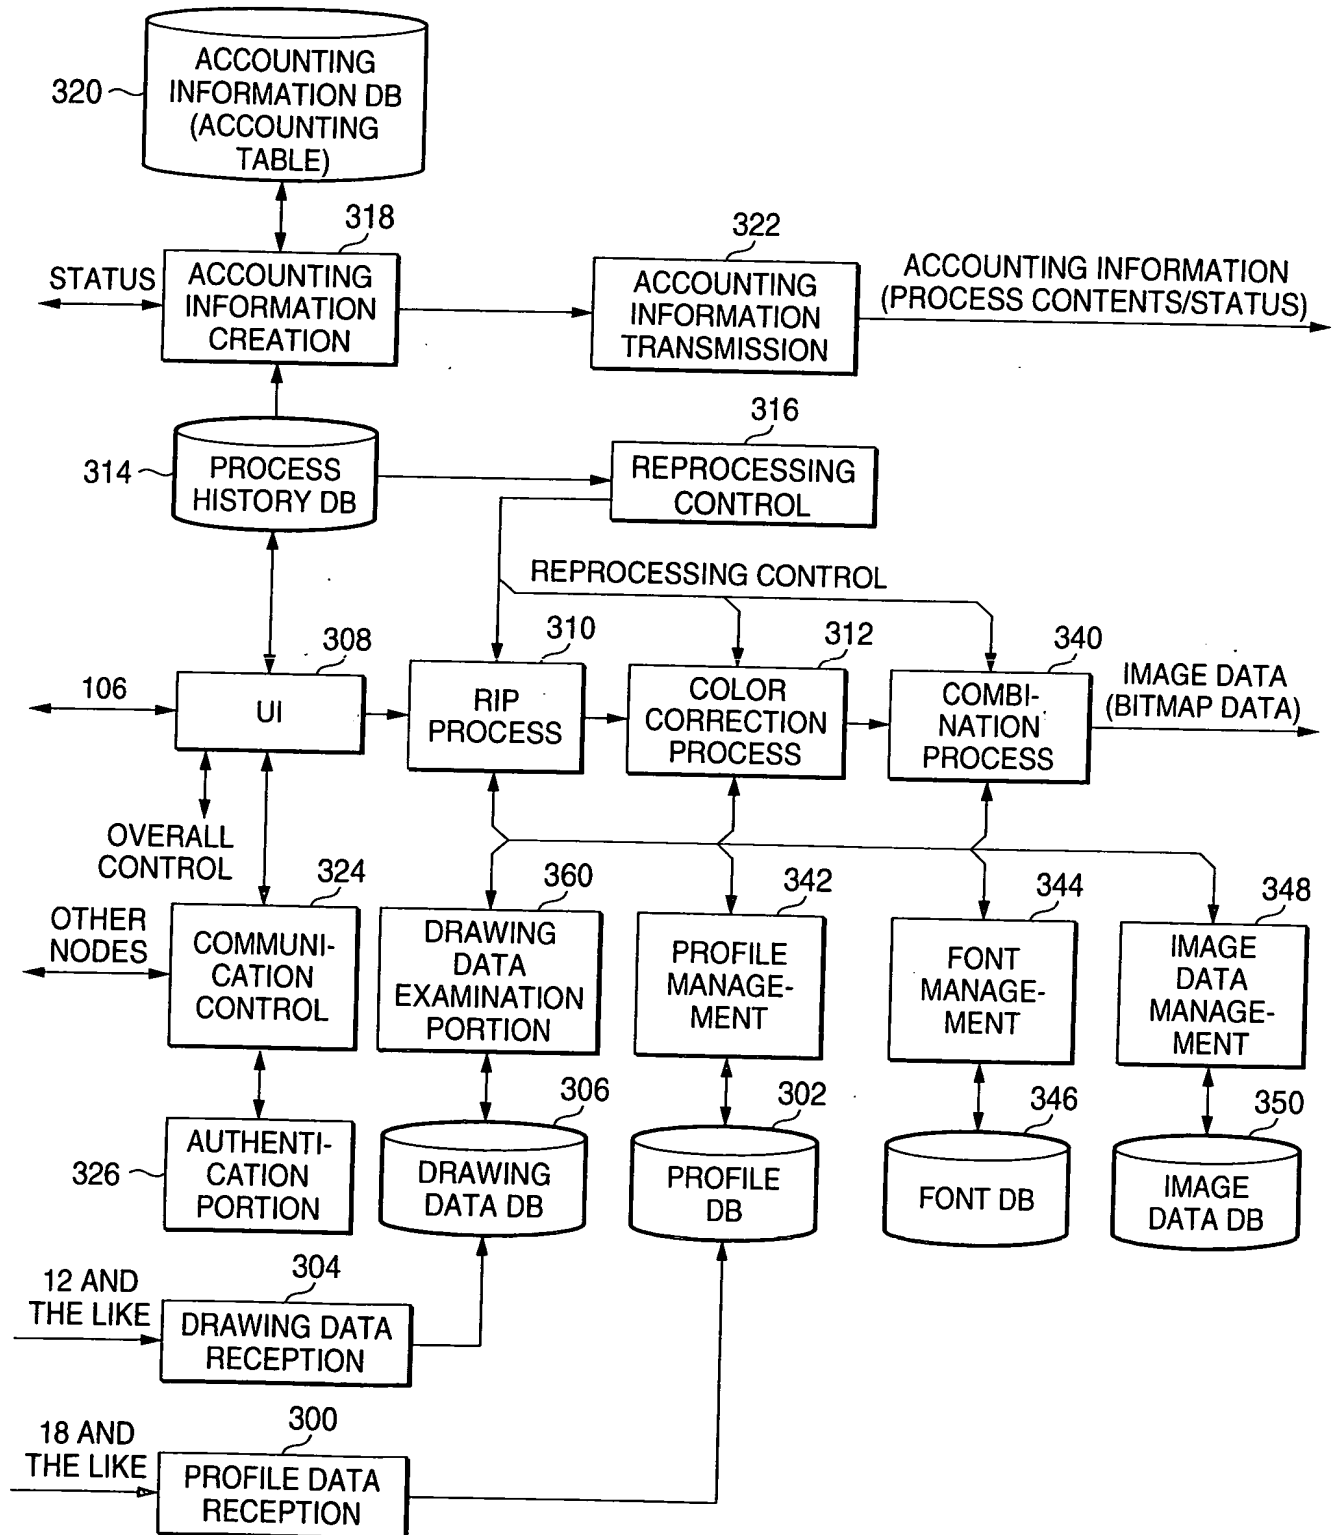 ACCOUNTING
INFORMATION DB
(ACCOUNTING
TABLE)
320
318
322
STATUS
ACCOUNTING
INFORMATION
CREATION
ACCOUNTING
INFORMATION
TRANSMISSION
ACCOUNTING INFORMATION
(PROCESS CONTENTS/STATUS)
314
PROCESS
HISTORY DB
316
REPROCESSING
CONTROL
REPROCESSING CONTROL
106
308
UI
310
RIP
PROCESS
312
COLOR
CORRECTION
PROCESS
340
COMBI-
NATION
PROCESS
IMAGE DATA
(BITMAP DATA)
OVERALL
CONTROL
OTHER
NODES
324
COMMUNI-
CATION
CONTROL
360
DRAWING
DATA
EXAMINATION
PORTION
342
PROFILE
MANAGE-
MENT
344
FONT
MANAGE-
MENT
348
IMAGE
DATA
MANAGE-
MENT
326
AUTHENTI-
CATION
PORTION
306
DRAWING
DATA DB
302
PROFILE
DB
346
FONT DB
350
IMAGE
DATA DB
12 AND
THE LIKE
304
DRAWING DATA
RECEPTION
18 AND
THE LIKE
300
PROFILE DATA
RECEPTION